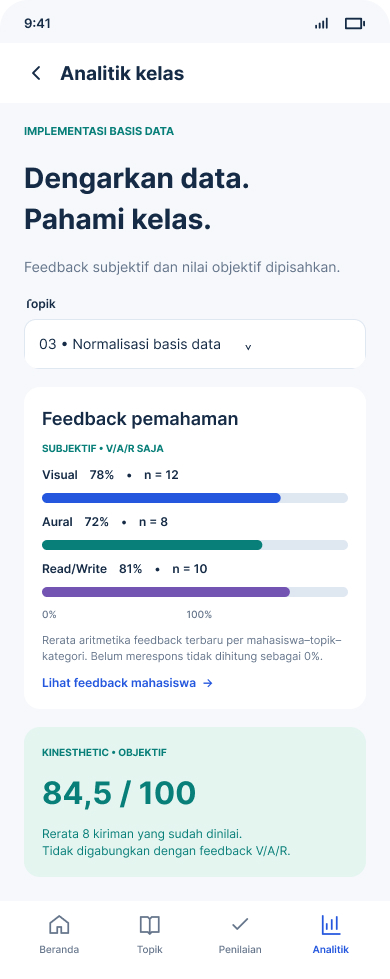 9:41
Analitik kelas
IMPLEMENTASI BASIS DATA
Dengarkan data.
Pahami kelas.
Feedback subjektif dan nilai objektif dipisahkan.
Topik
03 • Normalisasi basis data
Feedback pemahaman
SUBJEKTIF • V/A/R SAJA
Visual 78% • n = 12
Aural 72% • n = 8
Read/Write 81% • n = 10
0% 100%
Rerata aritmetika feedback terbaru per mahasiswa–topik–
kategori. Belum merespons tidak dihitung sebagai 0%.
Lihat feedback mahasiswa →
KINESTHETIC • OBJEKTIF
84,5 / 100
Rerata 8 kiriman yang sudah dinilai.
Tidak digabungkan dengan feedback V/A/R.
Beranda Topik Penilaian Analitik